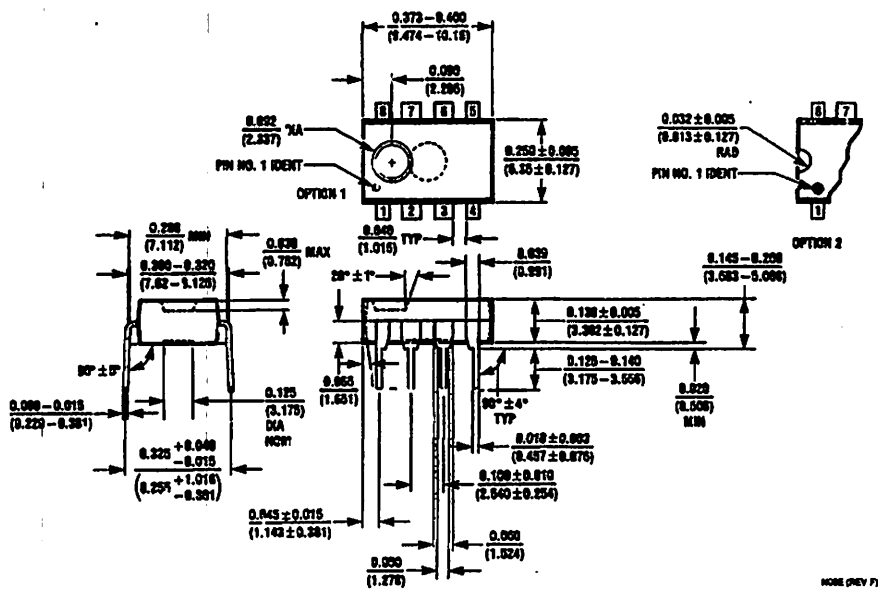 0.373–0.400
(9.474–10.16)
0.090
(2.286)
8 7 6 5
0.092
(2.337)
DIA
PIN NO. 1 IDENT
OPTION 1
1 2 3 4
0.250 ± 0.005
(6.35 ± 0.127)
0.032 ± 0.005
(0.813 ± 0.127)
RAD
PIN NO. 1 IDENT
8 7
1
OPTION 2
0.280 MIN
(7.112)
0.300–0.320
(7.62–8.128)
0.030 MAX
(0.762)
0.040 TYP
(1.016)
0.039
(0.991)
0.145–0.200
(3.683–5.080)
20° ± 1°
0.130 ± 0.005
(3.302 ± 0.127)
0.125–0.140
(3.175–3.556)
0.020
(0.508)
MIN
95° ± 5°
0.065
(1.651)
90° ± 4°
TYP
0.009–0.015
(0.229–0.381)
0.125
(3.175)
DIA
NOM
0.018 ± 0.003
(0.457 ± 0.076)
0.325 +0.040 –0.015
(8.255 +1.016 –0.381)
0.100 ± 0.010
(2.540 ± 0.254)
0.045 ± 0.015
(1.143 ± 0.381)
0.060
(1.524)
0.050
(1.270)
N08E (REV F)